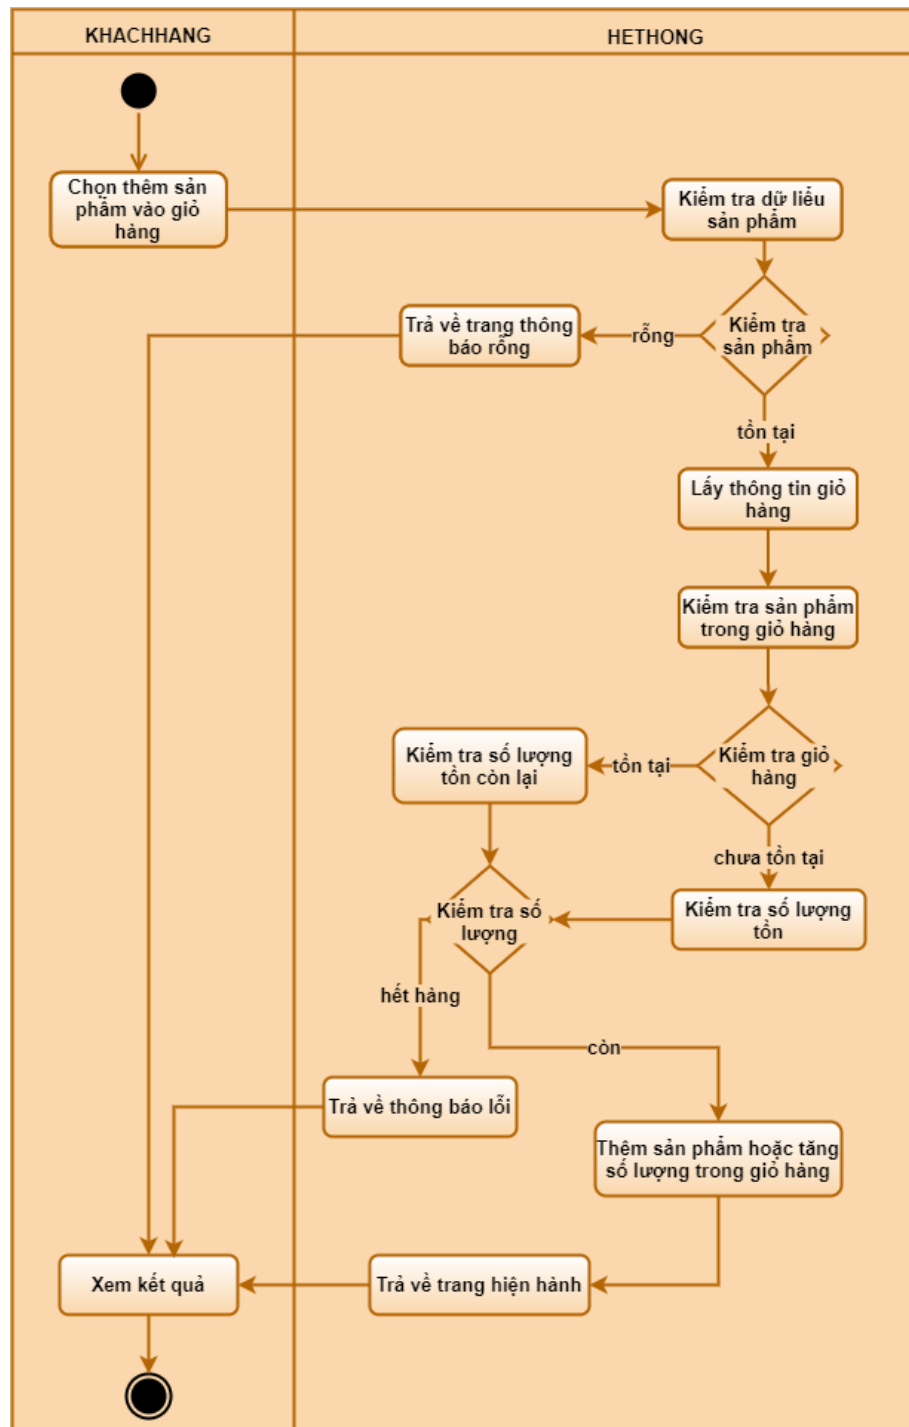 KHACHHANG
HETHONG
Chọn thêm sản
phẩm vào giỏ
hàng
Kiểm tra dữ liểu
sản phẩm
Kiểm tra
sản phẩm
rỗng
Trả về trang thông
báo rỗng
tồn tại
Lấy thông tin giỏ
hàng
Kiểm tra sản phẩm
trong giỏ hàng
Kiểm tra giỏ
hàng
tồn tại
Kiểm tra số lượng
tồn còn lại
chưa tồn tại
Kiểm tra số lượng
tồn
Kiểm tra số
lượng
hết hàng
còn
Trả về thông báo lỗi
Thêm sản phẩm hoặc tăng
số lượng trong giỏ hàng
Trả về trang hiện hành
Xem kết quả